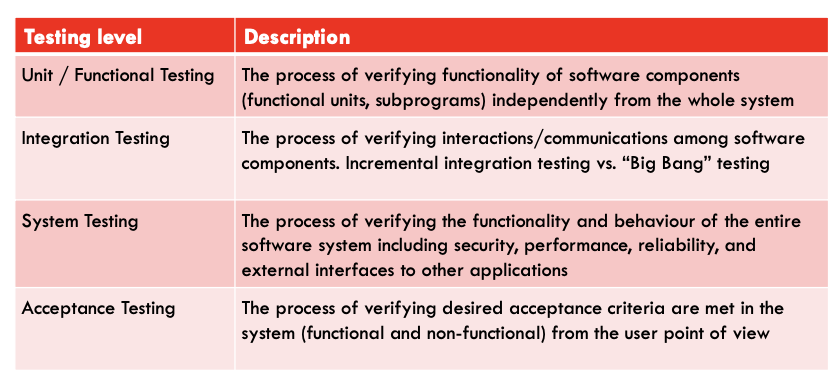 Testing level
Description
Unit / Functional Testing
The process of verifying functionality of software components
(functional units, subprograms) independently from the whole system
Integration Testing
The process of verifying interactions/communications among software
components. Incremental integration testing vs. “Big Bang” testing
System Testing
The process of verifying the functionality and behaviour of the entire
software system including security, performance, reliability, and
external interfaces to other applications
Acceptance Testing
The process of verifying desired acceptance criteria are met in the
system (functional and non-functional) from the user point of view